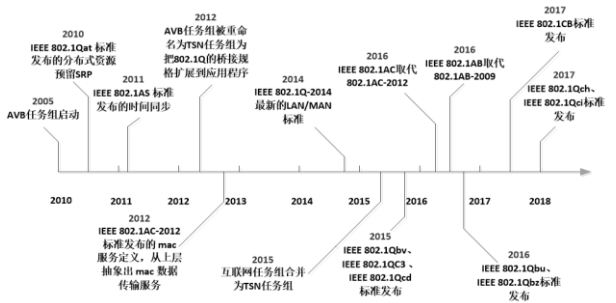 2005
AVB任务组启动
2010
IEEE 802.1Qat 标准
发布的分布式资源
预留SRP
2011
IEEE 802.1AS 标准
发布的时间同步
2012
AVB任务组被重命
名为TSN任务组为
把802.1Q的桥接规
格扩展到应用程序
2014
IEEE 802.1Q-2014
最新的LAN/MAN
标准
2016
IEEE 802.1AC取代
802.1AC-2012
2016
IEEE 802.1AB取代
802.1AB-2009
2017
IEEE 802.1CB标准
发布
2017
IEEE 802.1Qch、
IEEE 802.1Qci标准
发布
2010 2011 2012 2013 2014 2015 2016 2017 2018
2012
IEEE 802.1AC-2012
标准发布的 mac
服务定义，从上层
抽象出 mac 数据
传输服务
2015
互联网任务组合并
为TSN任务组
2015
IEEE 802.1Qbv、
IEEE 802.1QC3 、
IEEE 802.1Qcd
标准发布
2016
IEEE 802.1Qbu、
IEEE 802.1Qbz标准
发布